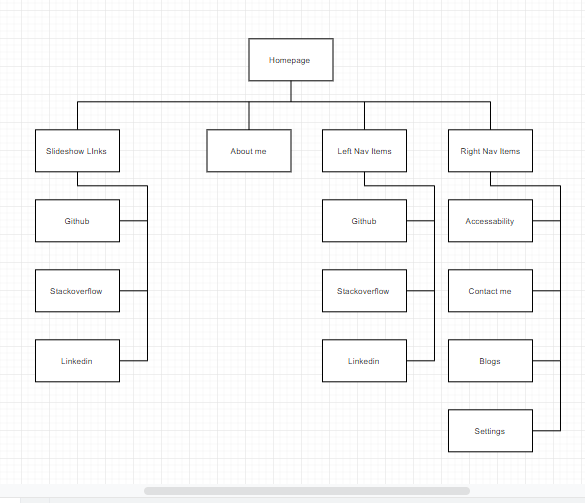 Homepage
Slideshow LInks
About me
Left Nav Items
Right Nav Items
Github
Github
Accessability
Stackoverflow
Stackoverflow
Contact me
Linkedin
Linkedin
Blogs
Settings